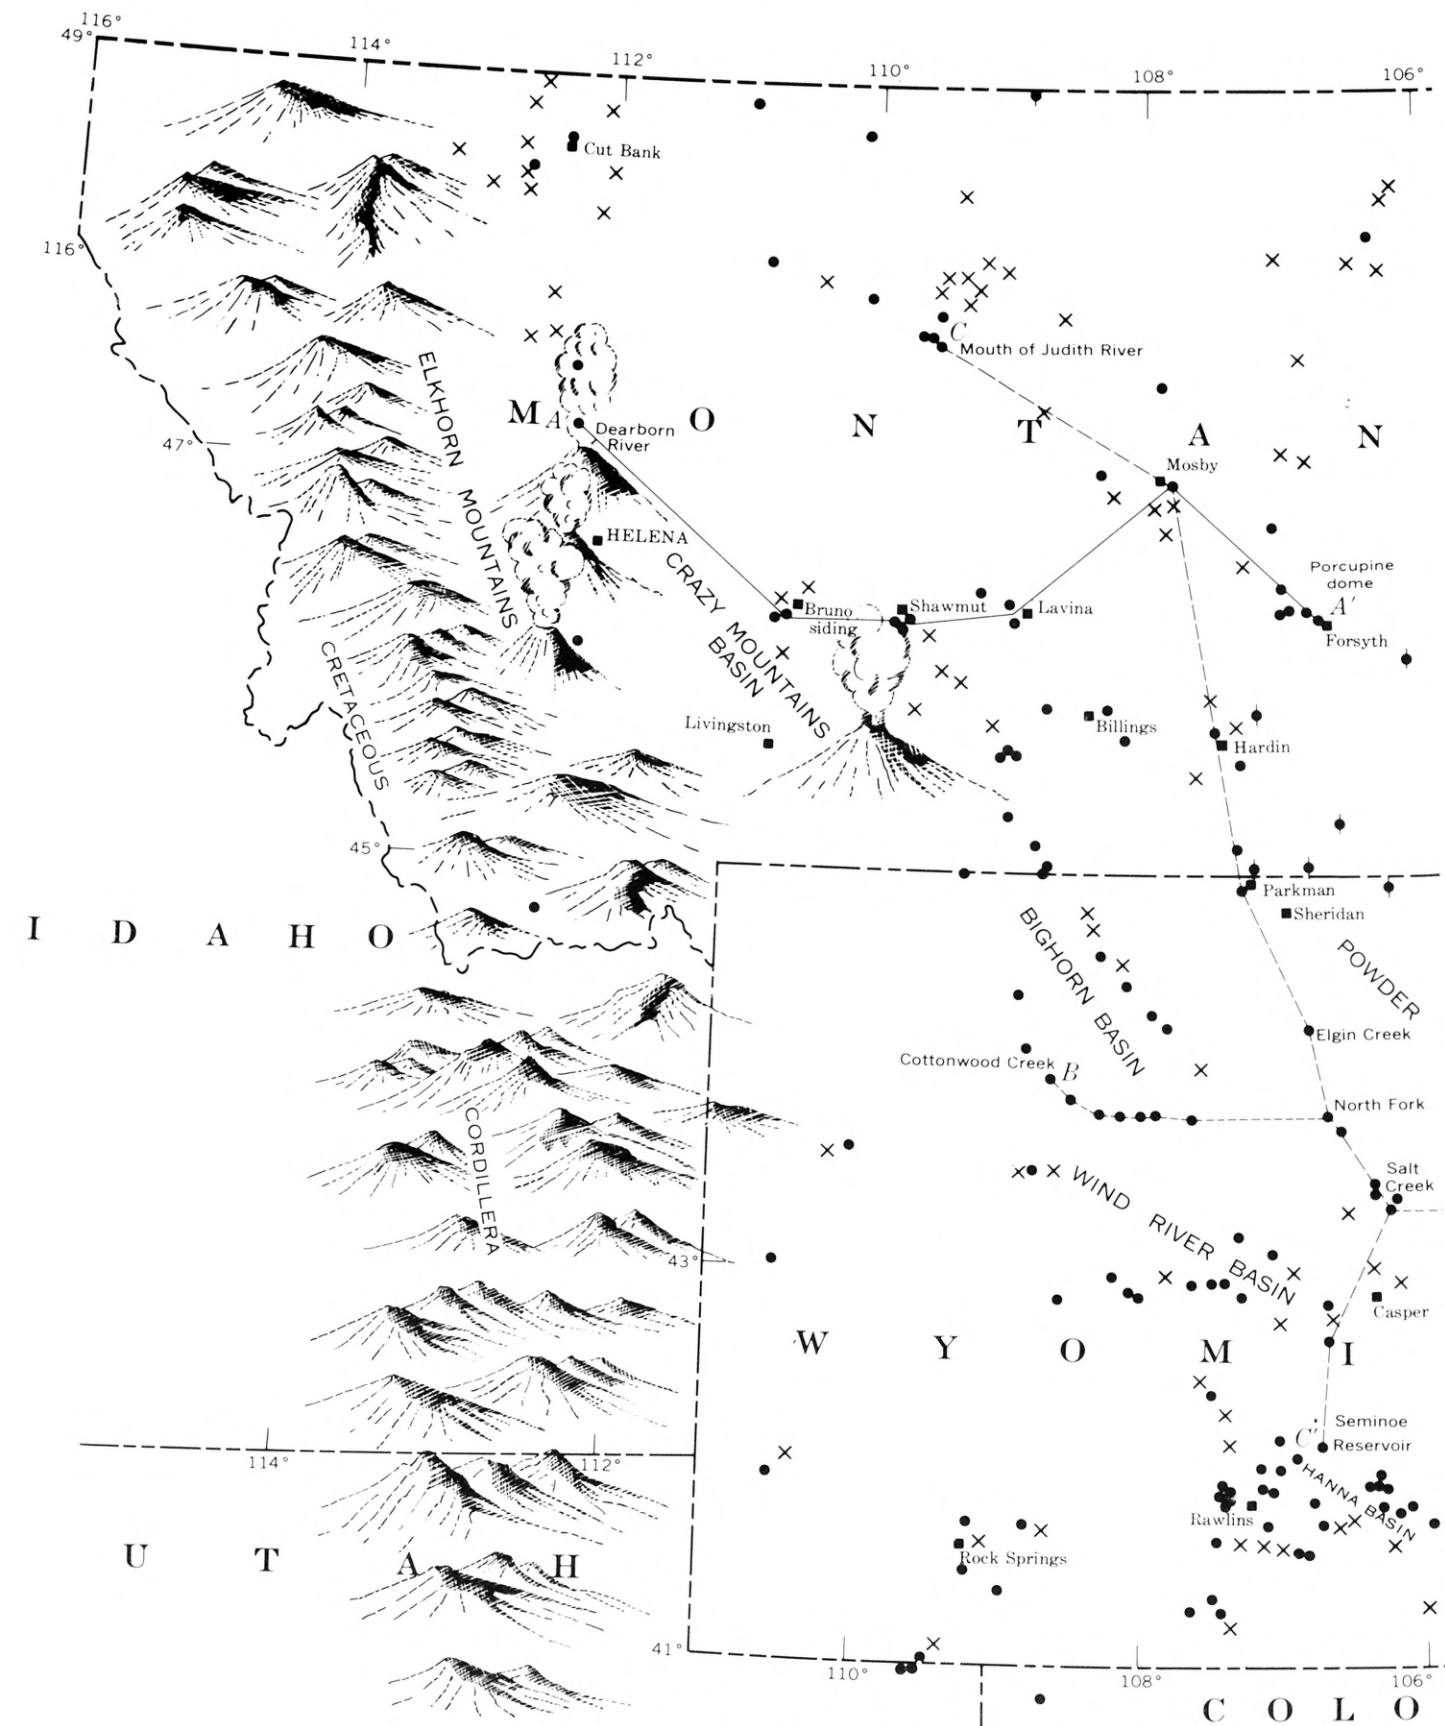 116°
49°
114°
112°
110°
108°
106°
Cut Bank
116°
C
Mouth of Judith River
ELKHORN MOUNTAINS
M O N T A N
A
Dearborn
River
47°
Mosby
HELENA
CRAZY MOUNTAINS
BASIN
Porcupine
dome
A'
Bruno
siding
Shawmut
Lavina
Forsyth
CRETACEOUS
Livingston
Billings
Hardin
45°
Parkman
Sheridan
I D A H O
BIGHORN BASIN
POWDER
Elgin Creek
Cottonwood Creek
B
North Fork
CORDILLERA
Salt
Creek
WIND RIVER BASIN
43°
Casper
W Y O M I
Seminoe
Reservoir
C'
114°
112°
HANNA BASIN
Rawlins
U T A H
Rock Springs
41°
110°
108°
106°
C O L O